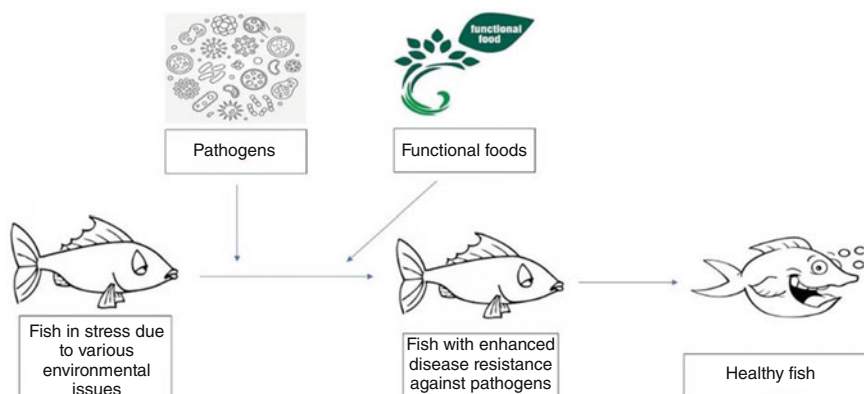 functional
food
Pathogens
Functional foods
Fish in stress due
to various
environmental
issues
Fish with enhanced
disease resistance
against pathogens
Healthy fish